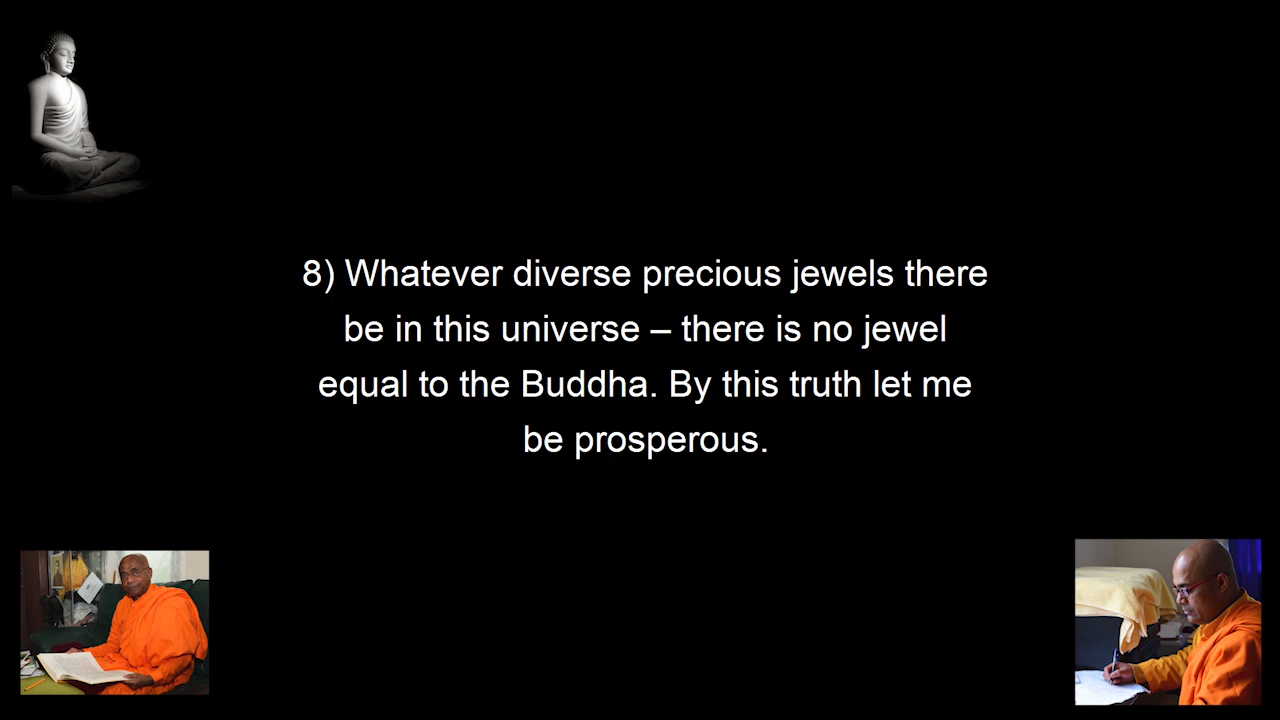 8) Whatever diverse precious jewels there
be in this universe – there is no jewel
equal to the Buddha. By this truth let me
be prosperous.